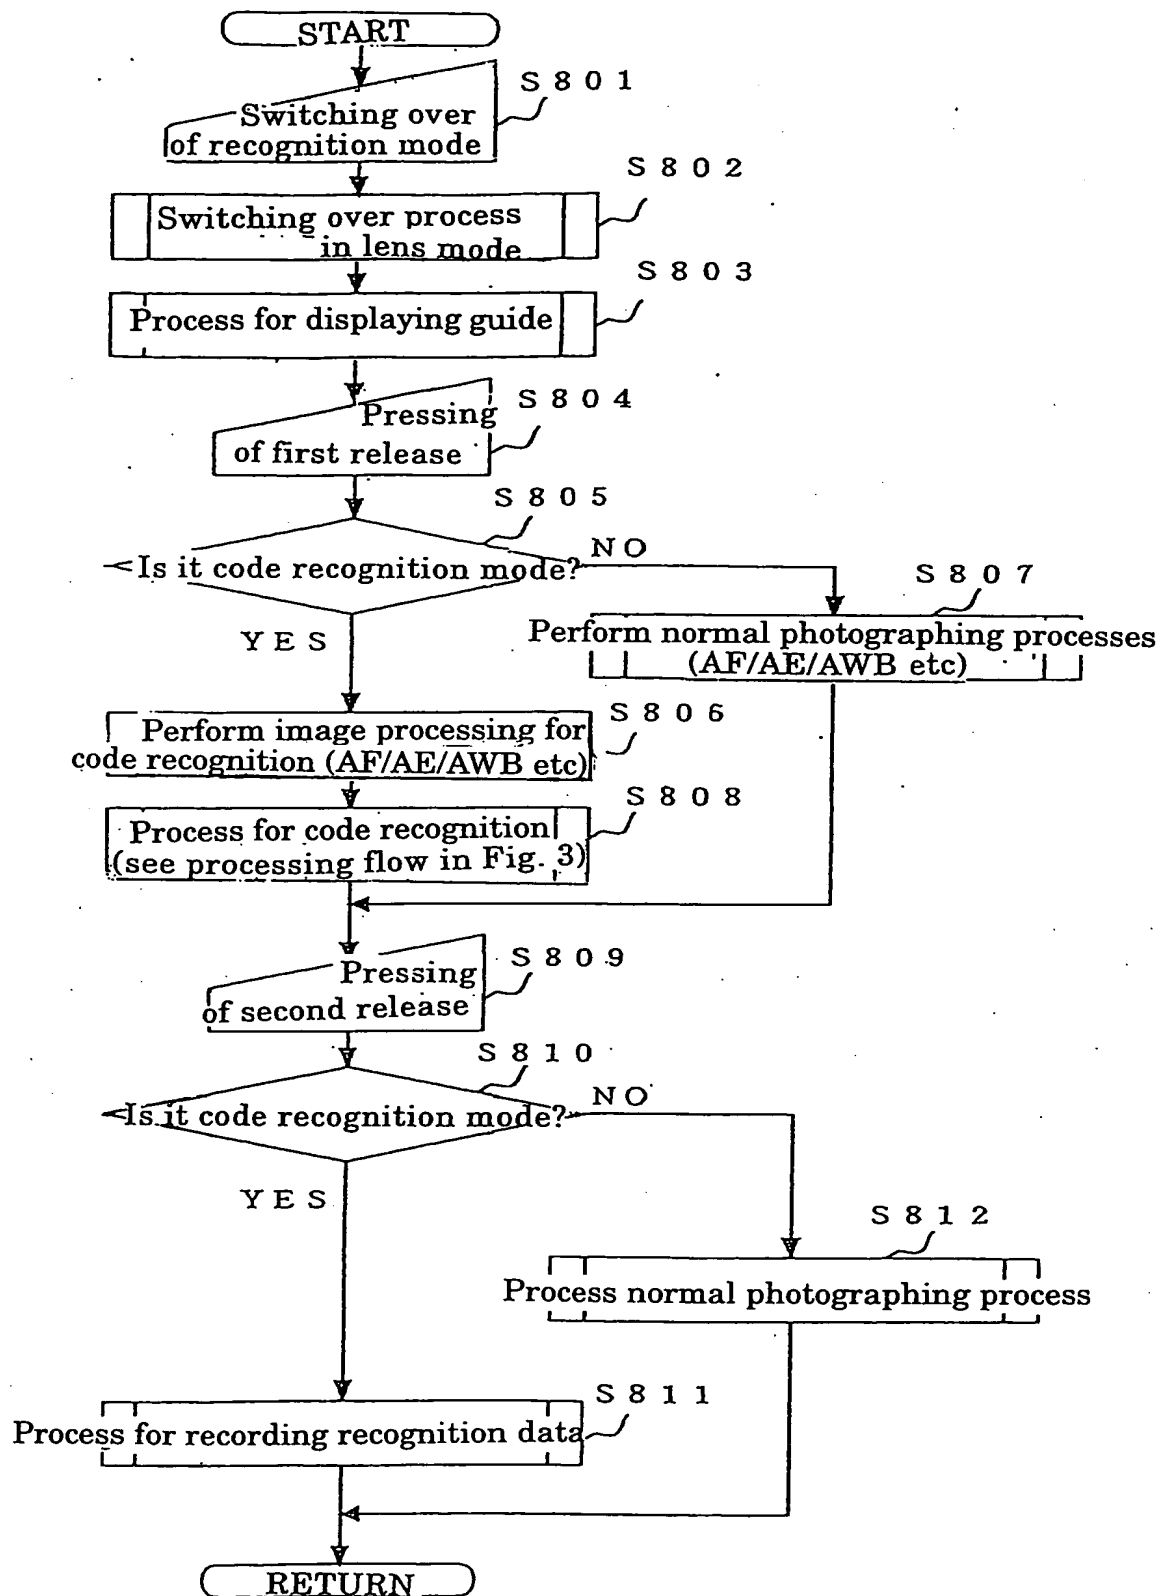 START
S801
Switching over
of recognition mode
S802
Switching over process
in lens mode
S803
Process for displaying guide
S804
Pressing
of first release
S805
Is it code recognition mode?
NO
S807
YES
Perform normal photographing processes
(AF/AE/AWB etc)
S806
Perform image processing for
code recognition (AF/AE/AWB etc)
S808
Process for code recognition
(see processing flow in Fig. 3)
S809
Pressing
of second release
S810
Is it code recognition mode?
NO
YES
S812
Process normal photographing process
S811
Process for recording recognition data
RETURN